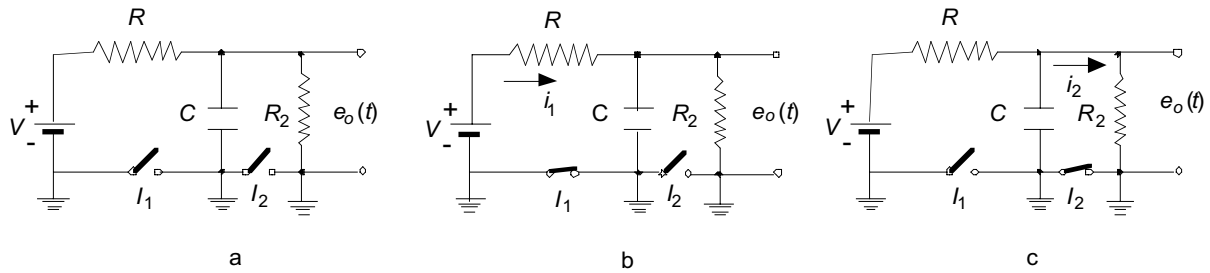 R
+
V
-
C
R2
eo(t)
I1
I2
a
R
i1
+
V
-
C
R2
eo(t)
I1
I2
b
R
i2
+
V
-
C
R2
eo(t)
I1
I2
c